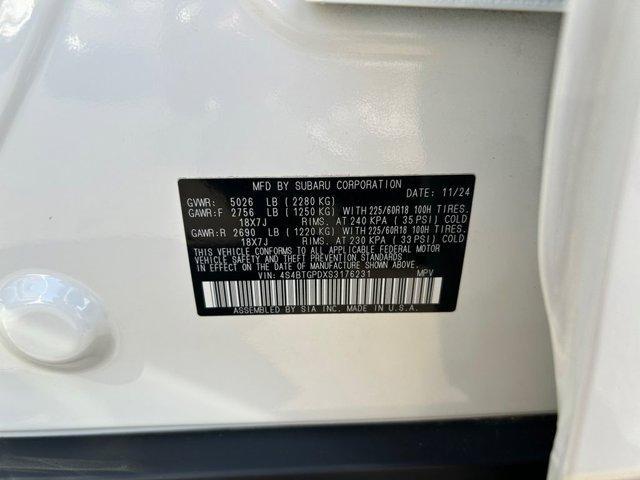 MFD BY SUBARU CORPORATION DATE: 11/24
GVWR: 5026 LB ( 2280 KG)
GAWR:F 2756 LB ( 1250 KG) WITH 225/60R18 100H TIRES.
18X7J RIMS. AT 240 KPA ( 35 PSI) COLD
GAWR:R 2690 LB ( 1220 KG) WITH 225/60R18 100H TIRES.
18X7J RIMS. AT 230 KPA ( 33 PSI) COLD
THIS VEHICLE CONFORMS TO ALL APPLICABLE FEDERAL MOTOR
VEHICLE SAFETY, BUMPER, AND THEFT PREVENTION STANDARDS
IN EFFECT ON THE DATE OF MANUFACTURE SHOWN ABOVE.
VIN: 4S4BTGPDXS3176231 MPV
ASSEMBLED BY SIA INC. MADE IN U.S.A.